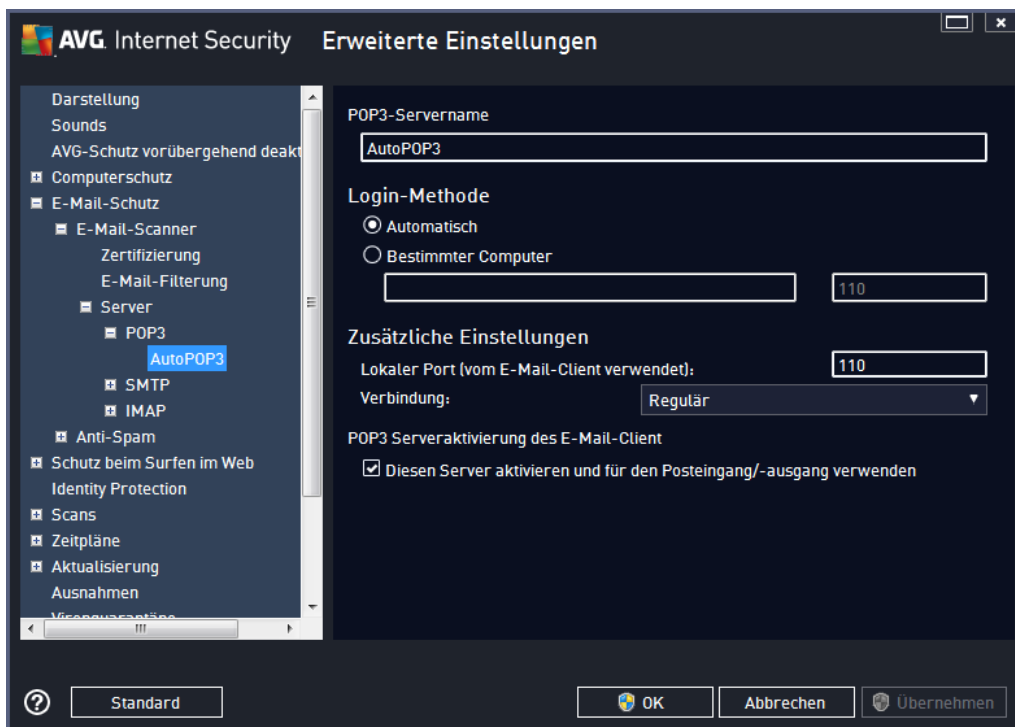 AVG. Internet Security Erweiterte Einstellungen
Darstellung
Sounds
AVG-Schutz vorübergehend deakt
Computerschutz
E-Mail-Schutz
E-Mail-Scanner
Zertifizierung
E-Mail-Filterung
Server
POP3
AutoPOP3
SMTP
IMAP
Anti-Spam
Schutz beim Surfen im Web
Identity Protection
Scans
Zeitpläne
Aktualisierung
Ausnahmen
Virenquarantäne
POP3-Servername
AutoPOP3
Login-Methode
Automatisch
Bestimmter Computer
110
Zusätzliche Einstellungen
Lokaler Port (vom E-Mail-Client verwendet): 110
Verbindung: Regulär
POP3 Serveraktivierung des E-Mail-Client
Diesen Server aktivieren und für den Posteingang/-ausgang verwenden
Standard OK Abbrechen Übernehmen